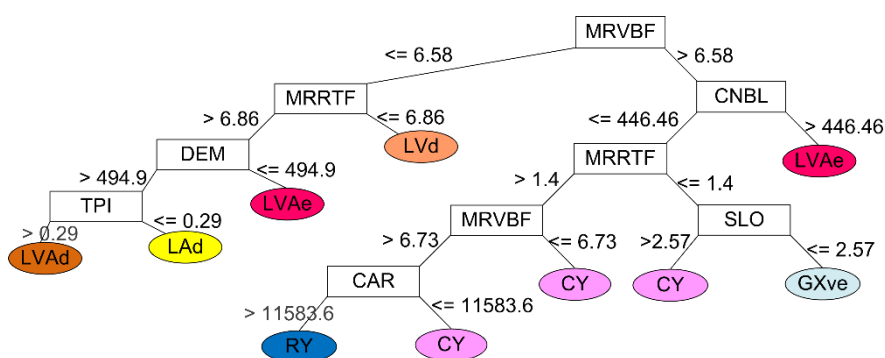 MRVBF
<= 6.58
> 6.58
MRRTF
CNBL
> 6.86
<= 6.86
<= 446.46
> 446.46
DEM
LVd
MRRTF
LVAe
> 494.9
<= 494.9
> 1.4
<= 1.4
TPI
LVAe
MRVBF
SLO
> 0.29
<= 0.29
> 6.73
<= 6.73
>2.57
<= 2.57
LVAd
LAd
CAR
CY
CY
GXve
> 11583.6
<= 11583.6
RY
CY